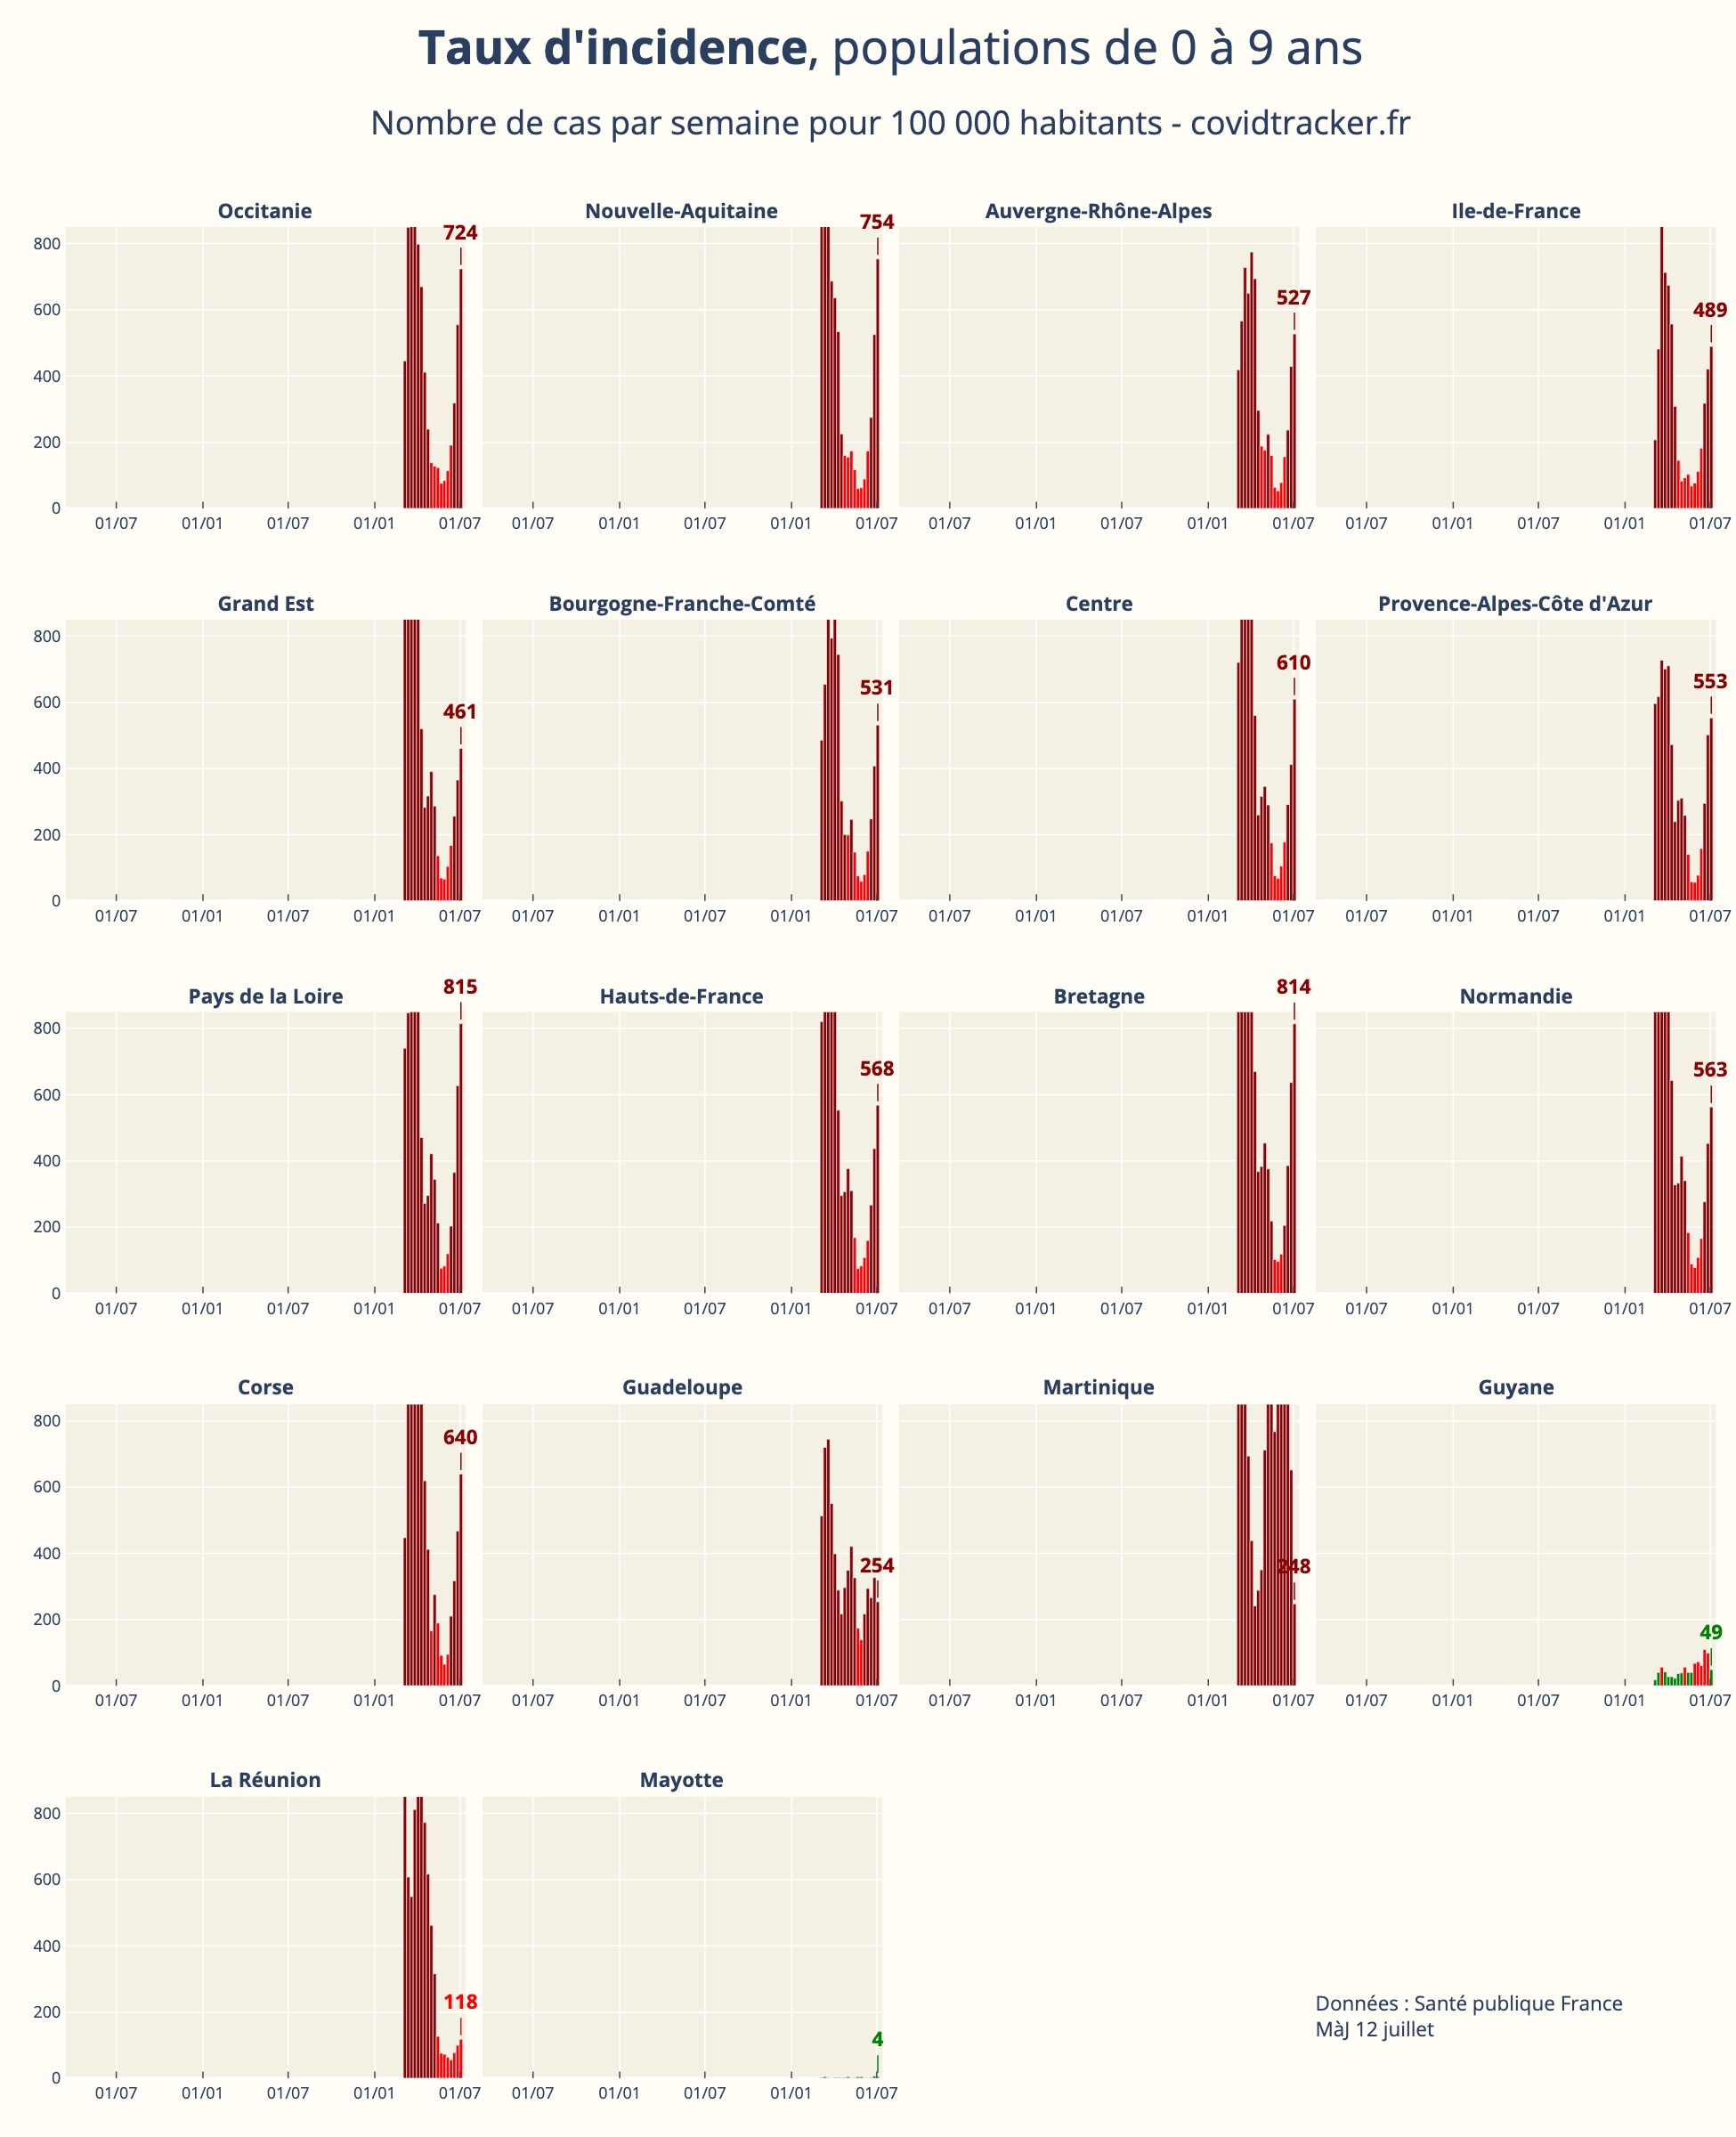 Taux d'incidence, populations de 0 à 9 ans
Nombre de cas par semaine pour 100 000 habitants - covidtracker.fr
Occitanie Nouvelle-Aquitaine Auvergne-Rhône-Alpes Ile-de-France
724 754 527 489
800
600
400
200
0
01/07 01/01 01/07 01/01 01/07 01/07 01/01 01/07 01/01 01/07 01/07 01/01 01/07 01/01 01/07 01/07 01/01 01/07 01/01 01/07
Grand Est Bourgogne-Franche-Comté Centre Provence-Alpes-Côte d'Azur
461 531 610 553
800
600
400
200
0
01/07 01/01 01/07 01/01 01/07 01/07 01/01 01/07 01/01 01/07 01/07 01/01 01/07 01/01 01/07 01/07 01/01 01/07 01/01 01/07
Pays de la Loire Hauts-de-France Bretagne Normandie
815 568 814 563
800
600
400
200
0
01/07 01/01 01/07 01/01 01/07 01/07 01/01 01/07 01/01 01/07 01/07 01/01 01/07 01/01 01/07 01/07 01/01 01/07 01/01 01/07
Corse Guadeloupe Martinique Guyane
640 254 248 49
800
600
400
200
0
01/07 01/01 01/07 01/01 01/07 01/07 01/01 01/07 01/01 01/07 01/07 01/01 01/07 01/01 01/07 01/07 01/01 01/07 01/01 01/07
La Réunion Mayotte
118 4
800
600
400
200
0
01/07 01/01 01/07 01/01 01/07 01/07 01/01 01/07 01/01 01/07
Données : Santé publique France
MàJ 12 juillet